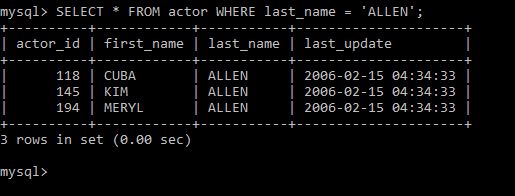 mysql> SELECT * FROM actor WHERE last_name = 'ALLEN';
+----------+------------+-----------+---------------------+
| actor_id | first_name | last_name | last_update         |
+----------+------------+-----------+---------------------+
|      118 | CUBA       | ALLEN     | 2006-02-15 04:34:33 |
|      145 | KIM        | ALLEN     | 2006-02-15 04:34:33 |
|      194 | MERYL      | ALLEN     | 2006-02-15 04:34:33 |
+----------+------------+-----------+---------------------+
3 rows in set (0.00 sec)
mysql>